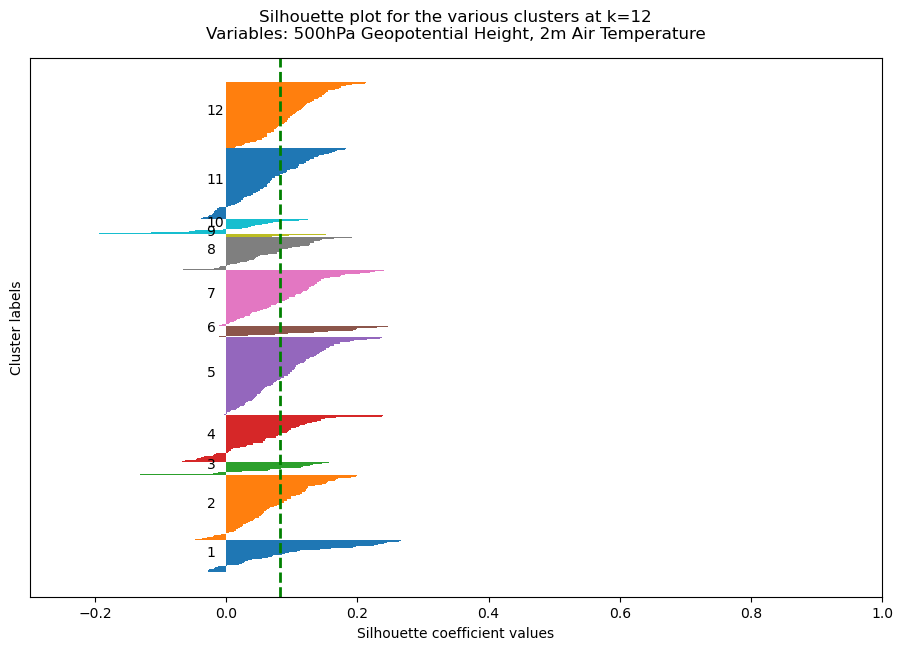 Silhouette plot for the various clusters at k=12
Variables: 500hPa Geopotential Height, 2m Air Temperature
Cluster labels
12
11
10
9
8
7
6
5
4
3
2
1
−0.2 0.0 0.2 0.4 0.6 0.8 1.0
Silhouette coefficient values